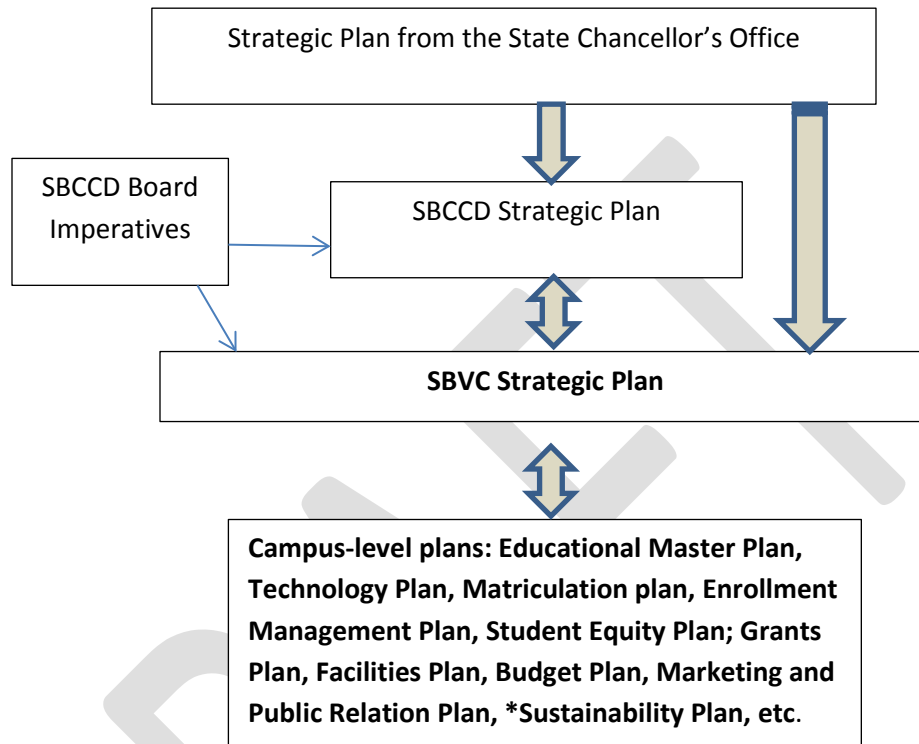 Strategic Plan from the State Chancellor’s Office
SBCCD Board
Imperatives
SBCCD Strategic Plan
SBVC Strategic Plan
Campus-level plans: Educational Master Plan,
Technology Plan, Matriculation plan, Enrollment
Management Plan, Student Equity Plan; Grants
Plan, Facilities Plan, Budget Plan, Marketing and
Public Relation Plan, *Sustainability Plan, etc.
DRAFT